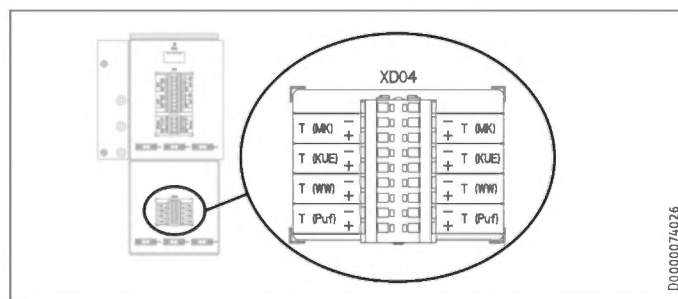 XD04
T (MK) − + − + T (MK)
T (KUE) − + − + T (KUE)
T (WW) − + − + T (WW)
T (Puf) − + − + T (Puf)
D0000074026